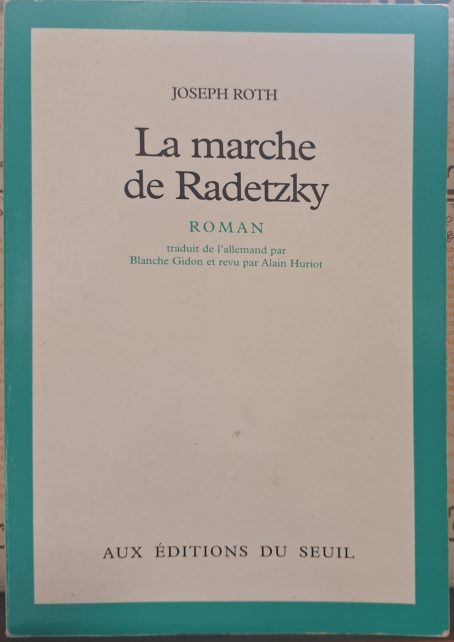 JOSEPH ROTH
La marche
de Radetzky
ROMAN
traduit de l'allemand par
Blanche Gidon et revu par Alain Huriot
AUX ÉDITIONS DU SEUIL